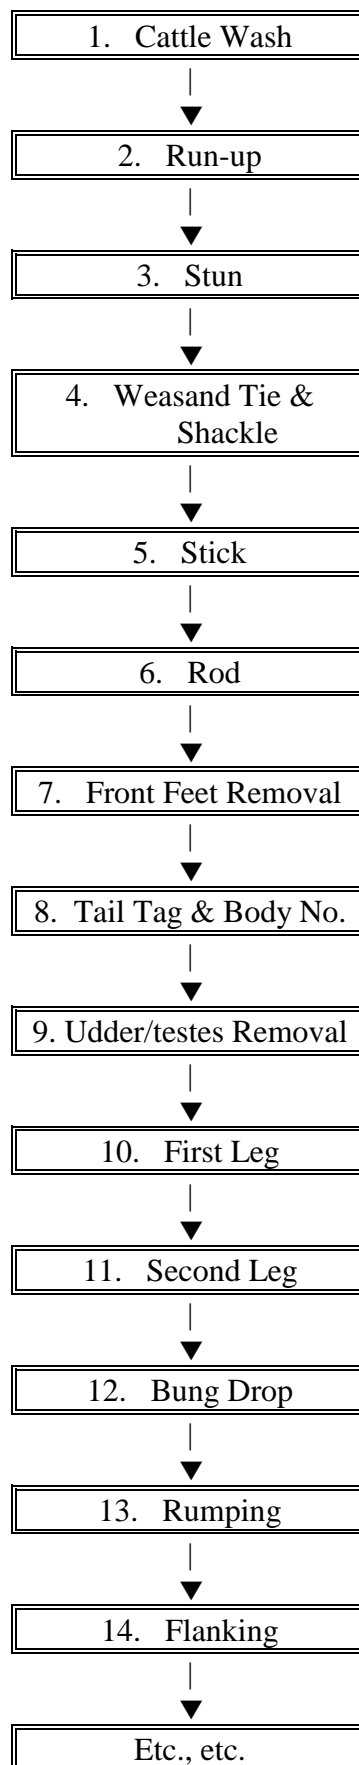 1. Cattle Wash
2. Run-up
3. Stun
4. Weasand Tie &
Shackle
5. Stick
6. Rod
7. Front Feet Removal
8. Tail Tag & Body No.
9. Udder/testes Removal
10. First Leg
11. Second Leg
12. Bung Drop
13. Rumping
14. Flanking
Etc., etc.